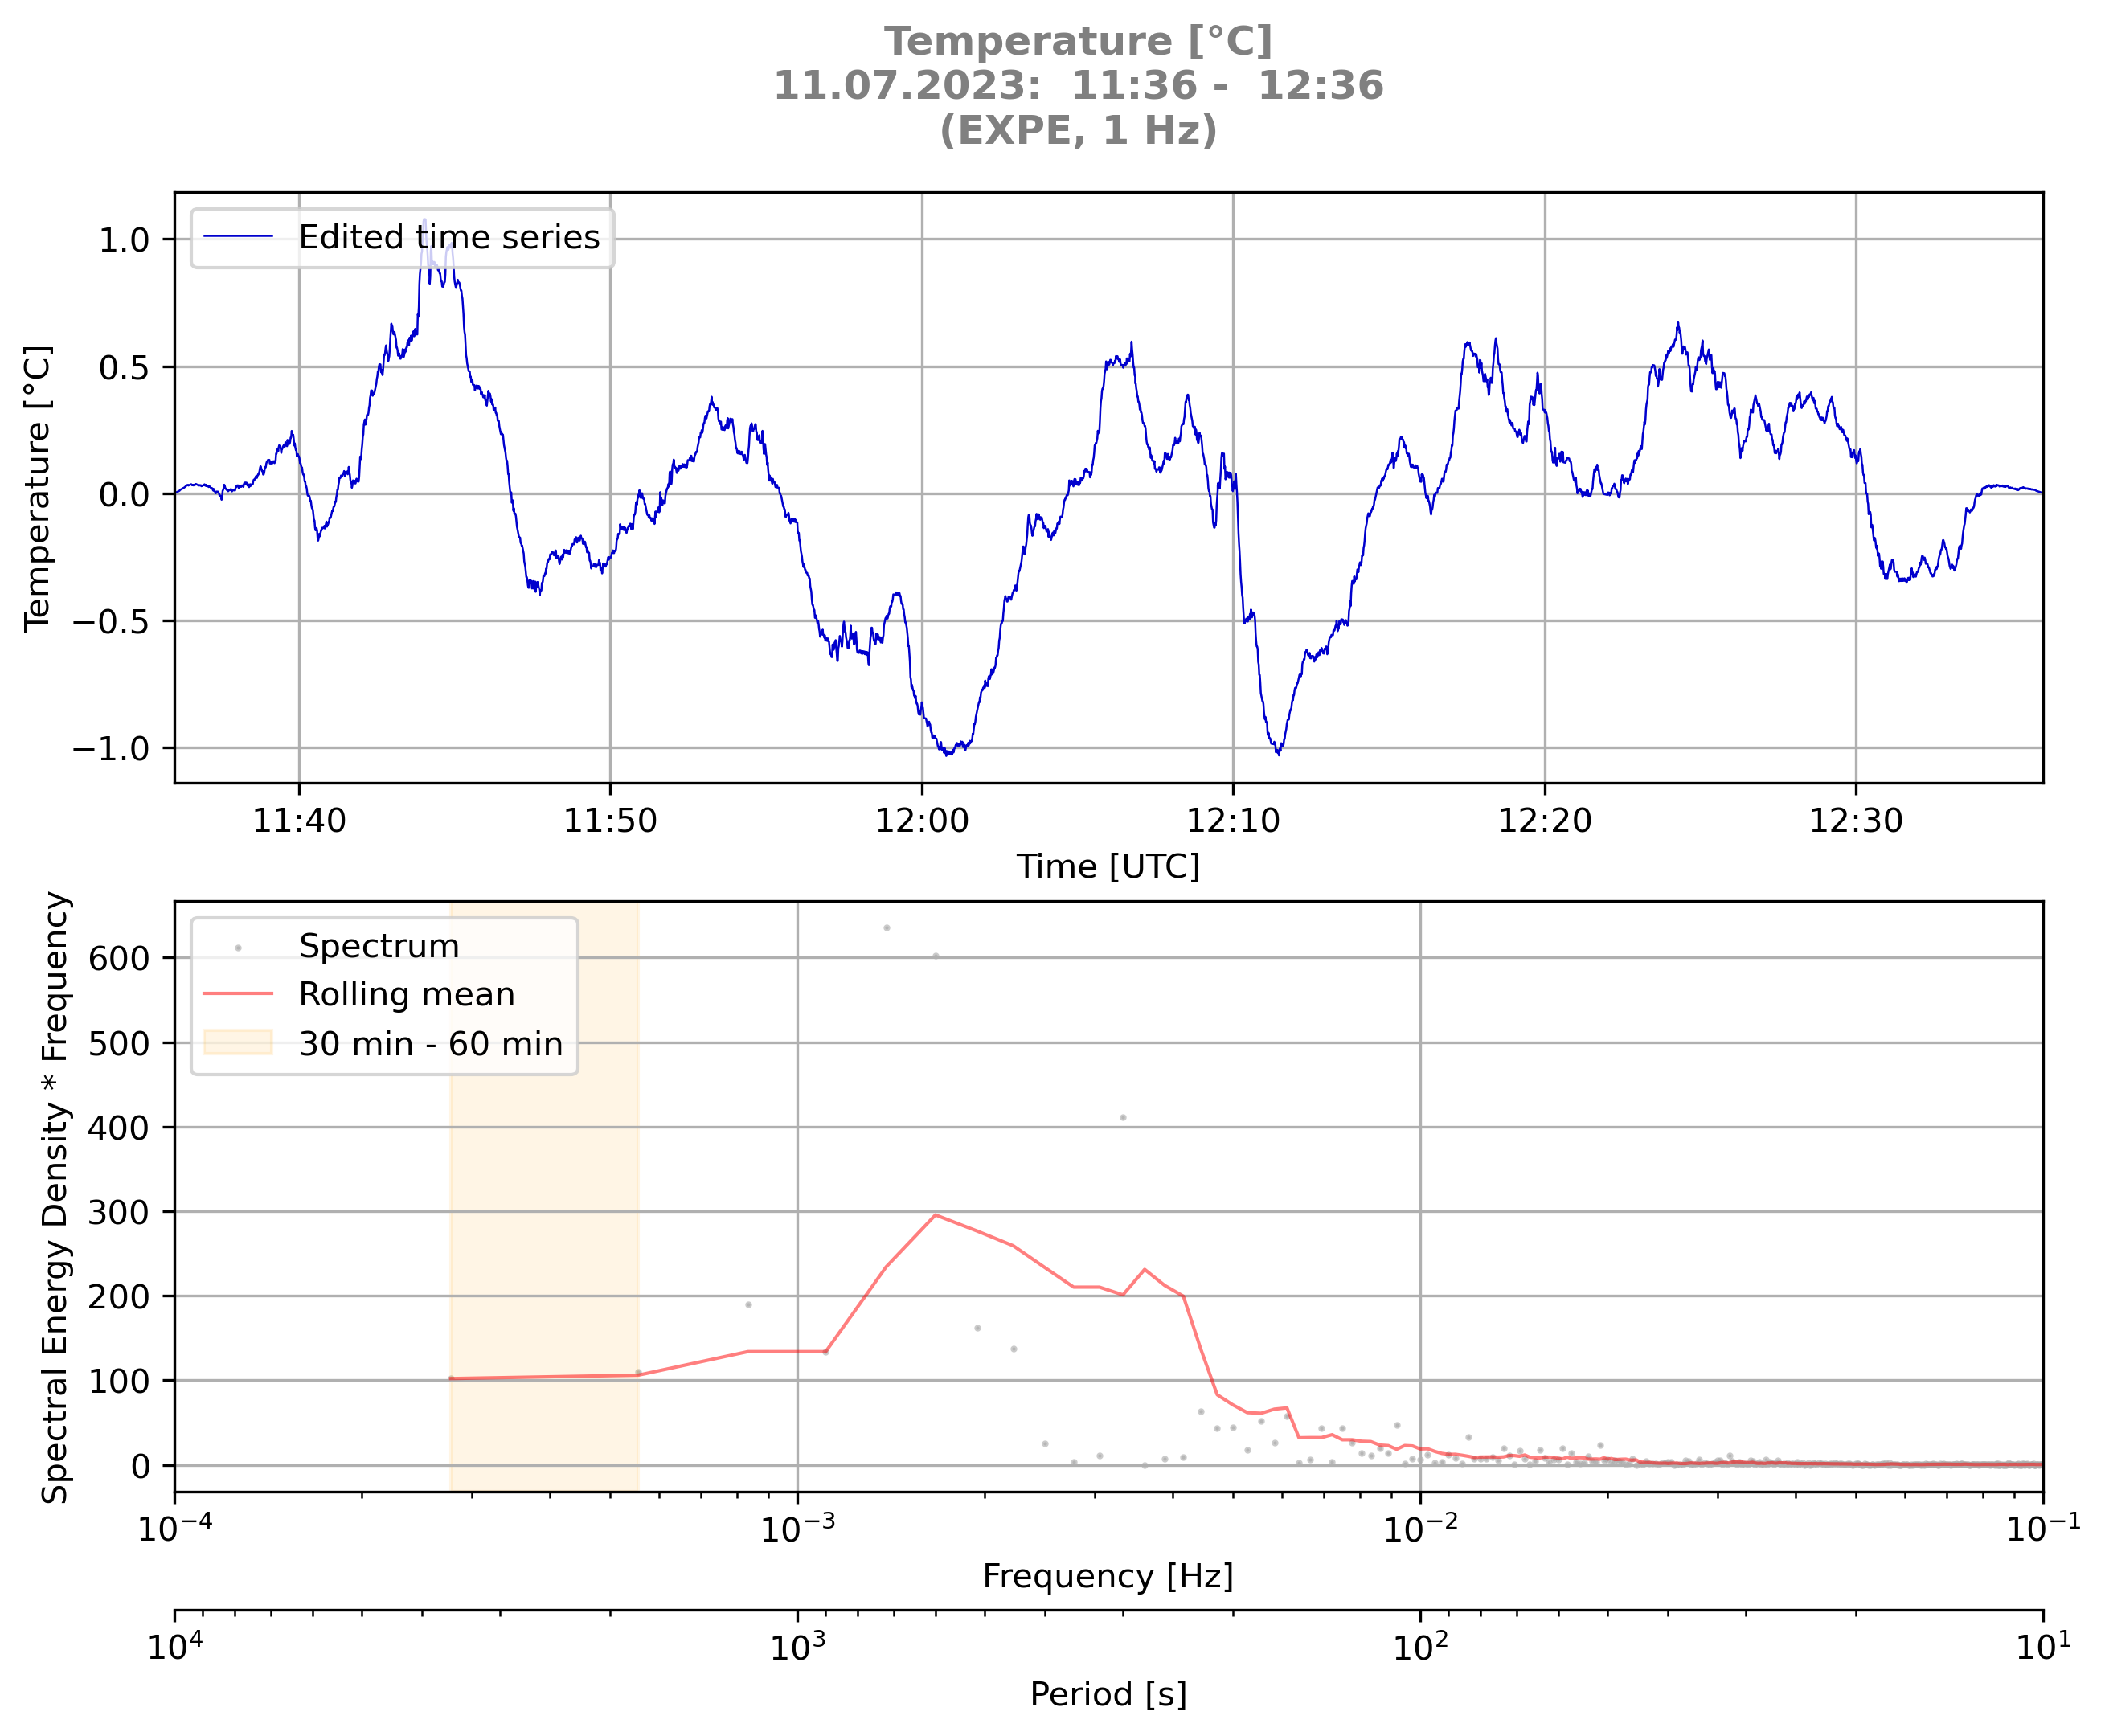 Temperature [°C]
11.07.2023:  11:36 -  12:36
(EXPE, 1 Hz)
Edited time series
Temperature [°C]
1.0
0.5
0.0
−0.5
−1.0
11:40 11:50 12:00 12:10 12:20 12:30
Time [UTC]
Spectrum
Rolling mean
30 min - 60 min
Spectral Energy Density * Frequency
600
500
400
300
200
100
0
10⁻⁴ 10⁻³ 10⁻² 10⁻¹
Frequency [Hz]
10⁴ 10³ 10² 10¹
Period [s]